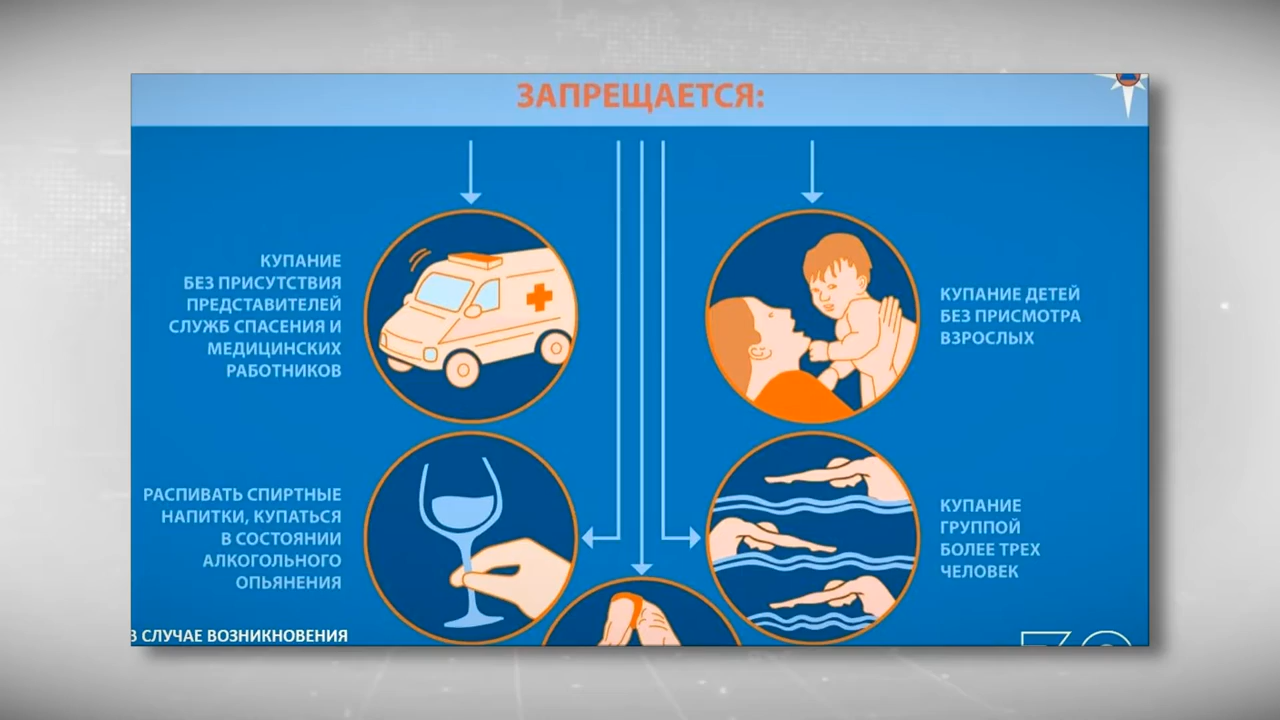 ЗАПРЕЩАЕТСЯ:
КУПАНИЕ
БЕЗ ПРИСУТСТВИЯ
ПРЕДСТАВИТЕЛЕЙ
СЛУЖБ СПАСЕНИЯ И
МЕДИЦИНСКИХ
РАБОТНИКОВ
КУПАНИЕ ДЕТЕЙ
БЕЗ ПРИСМОТРА
ВЗРОСЛЫХ
РАСПИВАТЬ СПИРТНЫЕ
НАПИТКИ, КУПАТЬСЯ
В СОСТОЯНИИ
АЛКОГОЛЬНОГО
ОПЬЯНЕНИЯ
КУПАНИЕ
ГРУППОЙ
БОЛЕЕ ТРЕХ
ЧЕЛОВЕК
В СЛУЧАЕ ВОЗНИКНОВЕНИЯ